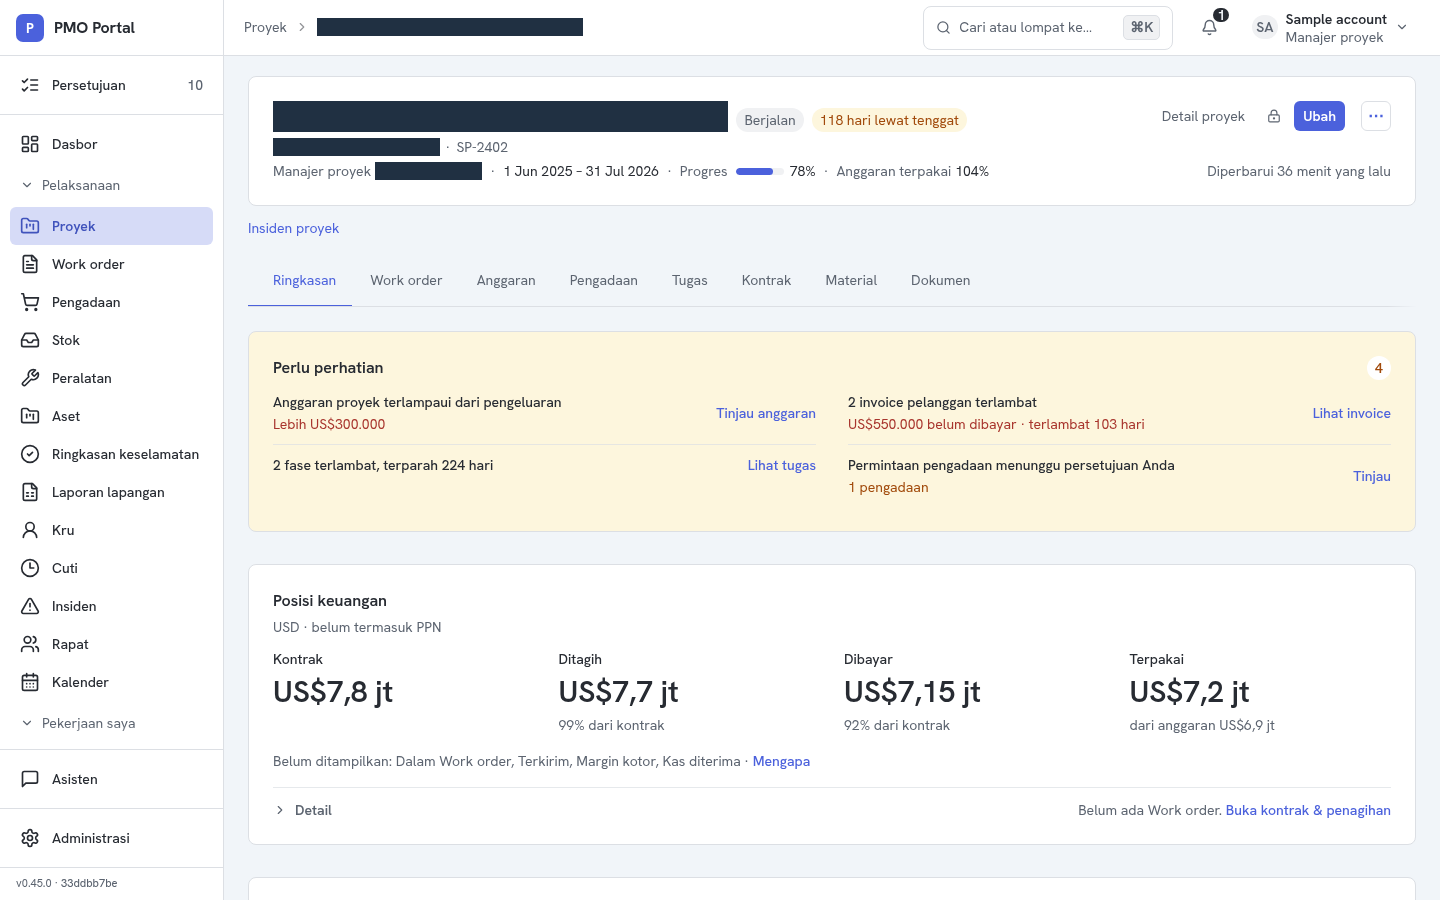 P PMO Portal
Proyek
Cari atau lompat ke...
⌘K
1
SA
Sample account
Manajer proyek
Persetujuan 10
Dasbor
Pelaksanaan
Proyek
Work order
Pengadaan
Stok
Peralatan
Aset
Ringkasan keselamatan
Laporan lapangan
Kru
Cuti
Insiden
Rapat
Kalender
Pekerjaan saya
Asisten
Administrasi
v0.45.0 · 33ddbb7be
Berjalan 118 hari lewat tenggat
Detail proyek
Ubah
· SP-2402
Manajer proyek · 1 Jun 2025 – 31 Jul 2026 · Progres 78% · Anggaran terpakai 104%
Diperbarui 36 menit yang lalu
Insiden proyek
Ringkasan Work order Anggaran Pengadaan Tugas Kontrak Material Dokumen
Perlu perhatian 4
Anggaran proyek terlampaui dari pengeluaran
Lebih US$300.000
Tinjau anggaran
2 invoice pelanggan terlambat
US$550.000 belum dibayar · terlambat 103 hari
Lihat invoice
2 fase terlambat, terparah 224 hari
Lihat tugas
Permintaan pengadaan menunggu persetujuan Anda
1 pengadaan
Tinjau
Posisi keuangan
USD · belum termasuk PPN
Kontrak
US$7,8 jt
Ditagih
US$7,7 jt
99% dari kontrak
Dibayar
US$7,15 jt
92% dari kontrak
Terpakai
US$7,2 jt
dari anggaran US$6,9 jt
Belum ditampilkan: Dalam Work order, Terkirim, Margin kotor, Kas diterima · Mengapa
Detail
Belum ada Work order. Buka kontrak & penagihan